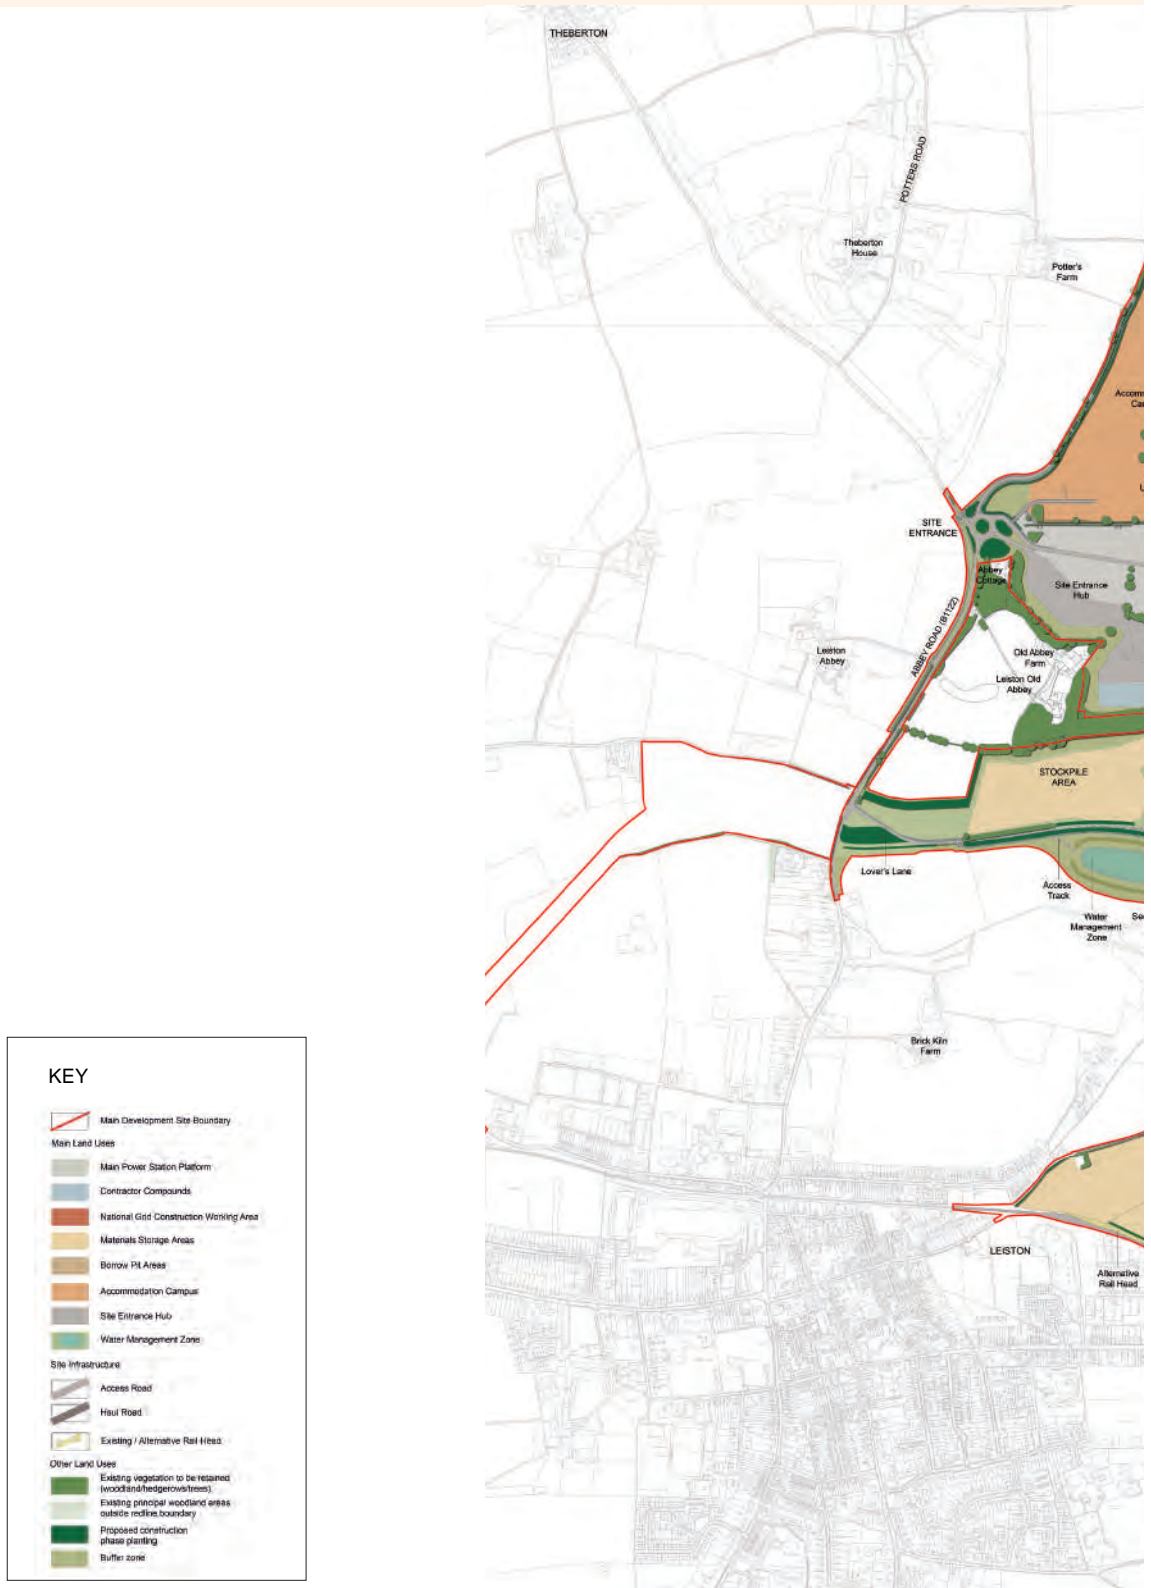 THEBERTON
POTTERS ROAD
Theberton
House
Potter's
Farm
SITE
ENTRANCE
Abbey
Cottage
Site Entrance
Hub
ABBEY ROAD (B1122)
Leiston
Abbey
Old Abbey
Farm
Leiston Old
Abbey
STOCKPILE
AREA
Lover's Lane
Access
Track
Water
Management
Zone
Brick Kiln
Farm
LEISTON
Alternative
Rail Head
KEY
Main Development Site Boundary
Main Land Uses
Main Power Station Platform
Contractor Compounds
National Grid Construction Working Area
Materials Storage Areas
Borrow Pit Areas
Accommodation Campus
Site Entrance Hub
Water Management Zone
Site Infrastructure
Access Road
Haul Road
Existing / Alternative Rail Head
Other Land Uses
Existing vegetation to be retained
(woodland/hedgerows/trees)
Existing principal woodland areas
outside redline boundary
Proposed construction
phase planting
Buffer zone